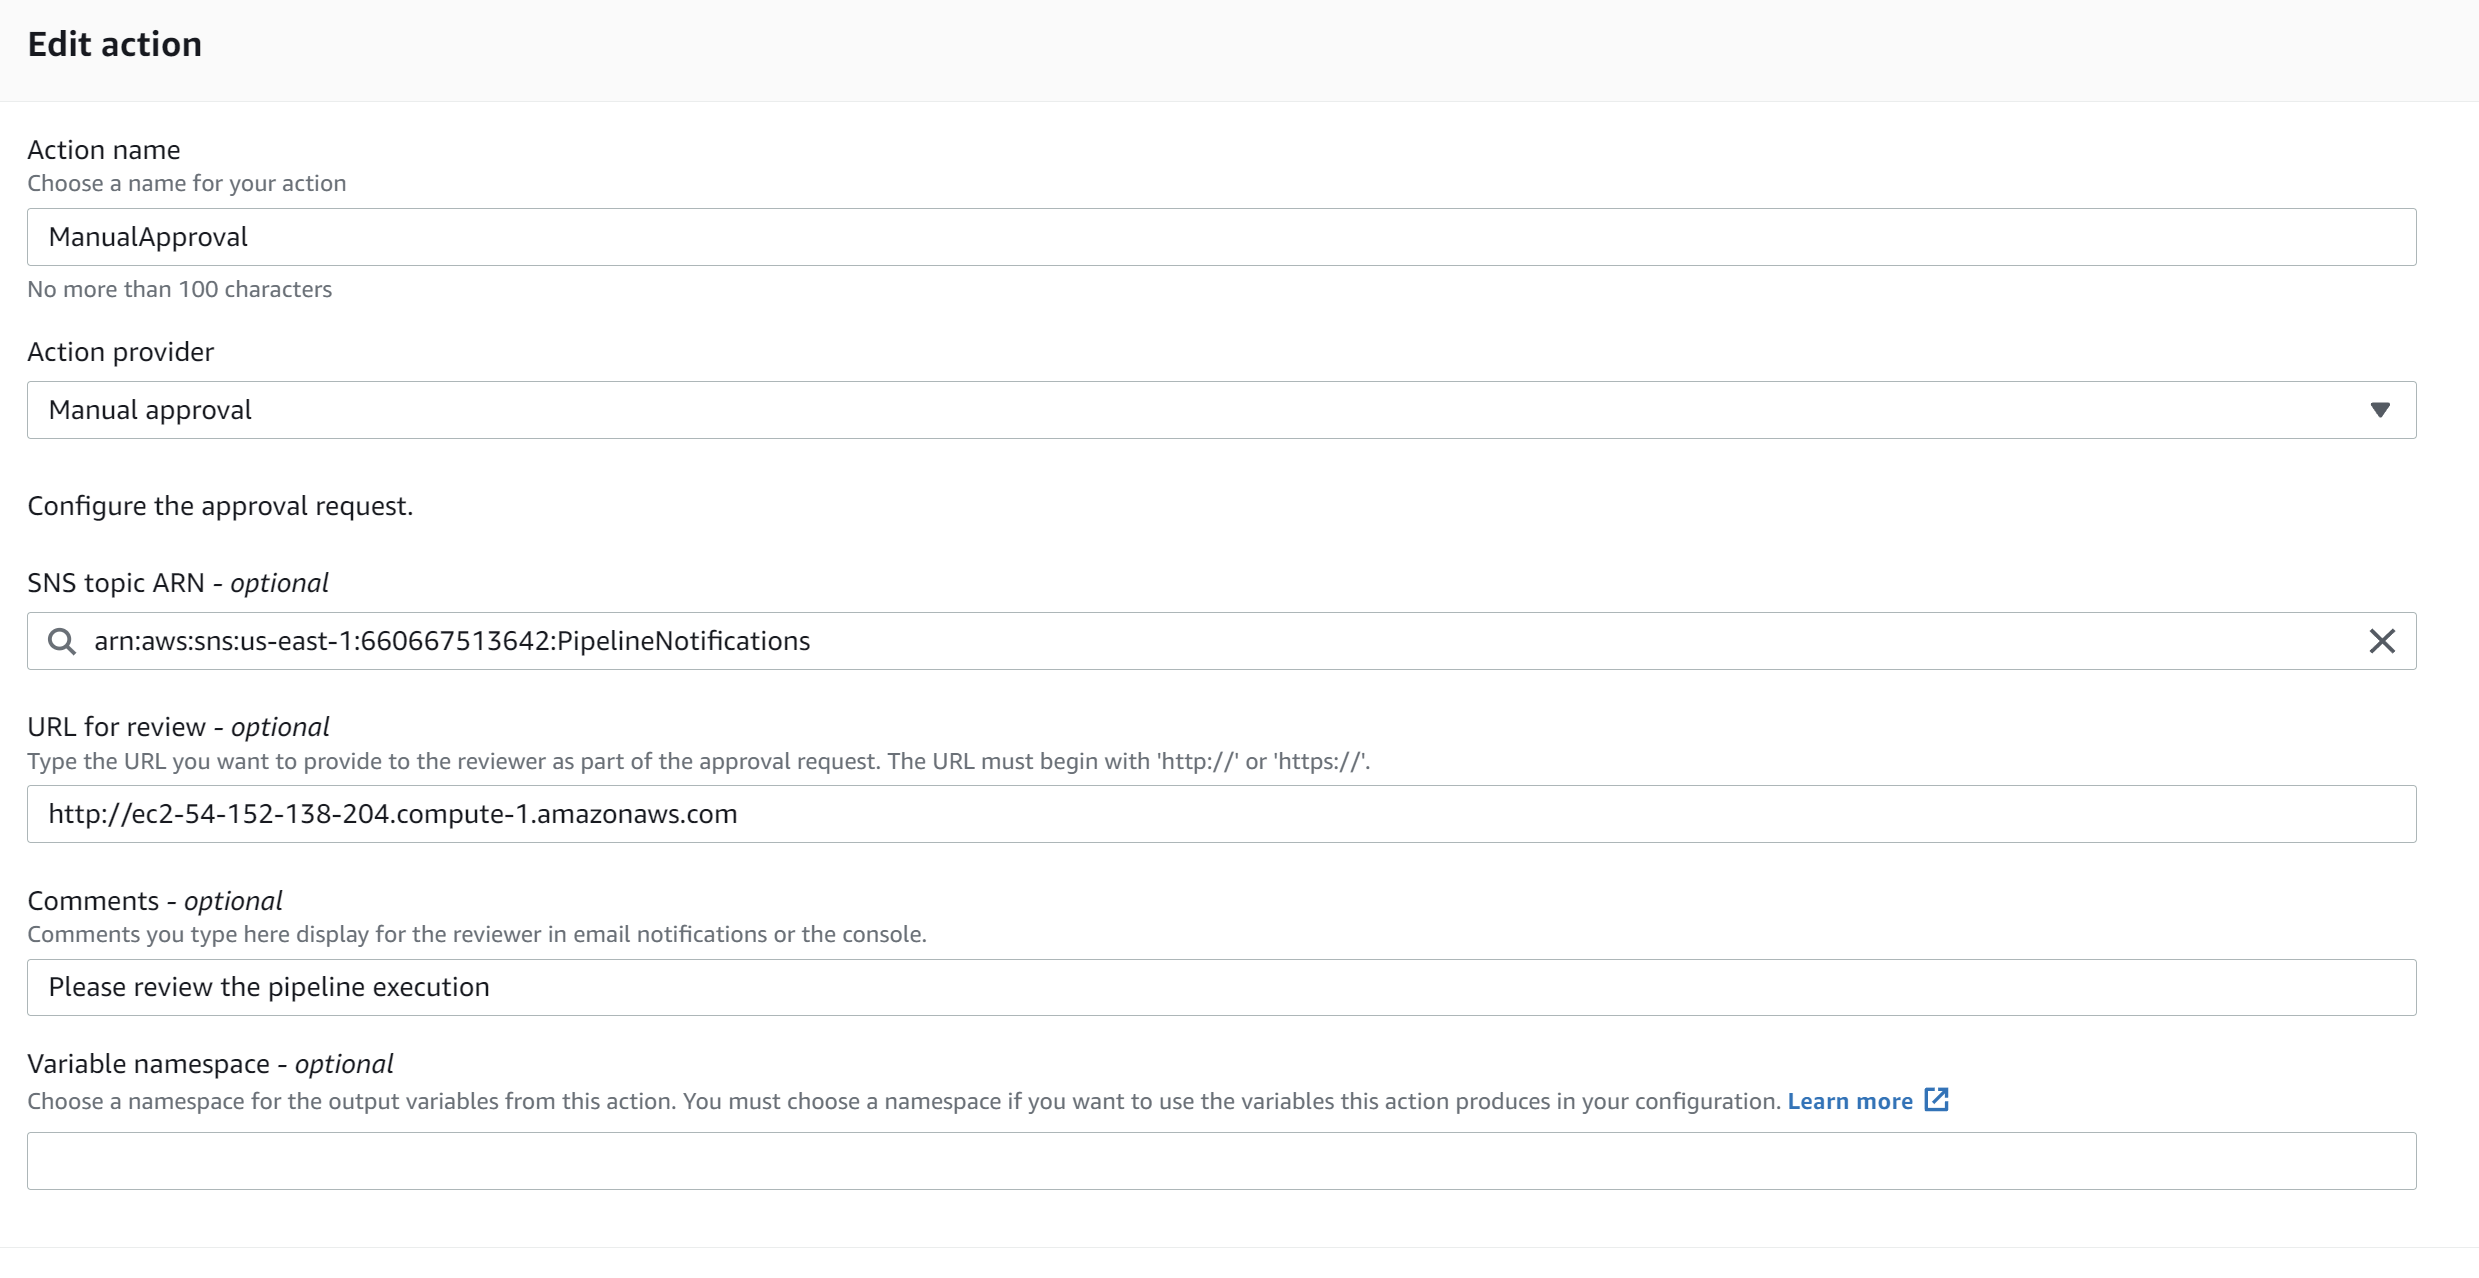 Edit action
Action name
Choose a name for your action
ManualApproval
No more than 100 characters
Action provider
Manual approval
Configure the approval request.
SNS topic ARN - optional
arn:aws:sns:us-east-1:660667513642:PipelineNotifications
URL for review - optional
Type the URL you want to provide to the reviewer as part of the approval request. The URL must begin with 'http://' or 'https://'.
http://ec2-54-152-138-204.compute-1.amazonaws.com
Comments - optional
Comments you type here display for the reviewer in email notifications or the console.
Please review the pipeline execution
Variable namespace - optional
Choose a namespace for the output variables from this action. You must choose a namespace if you want to use the variables this action produces in your configuration. Learn more